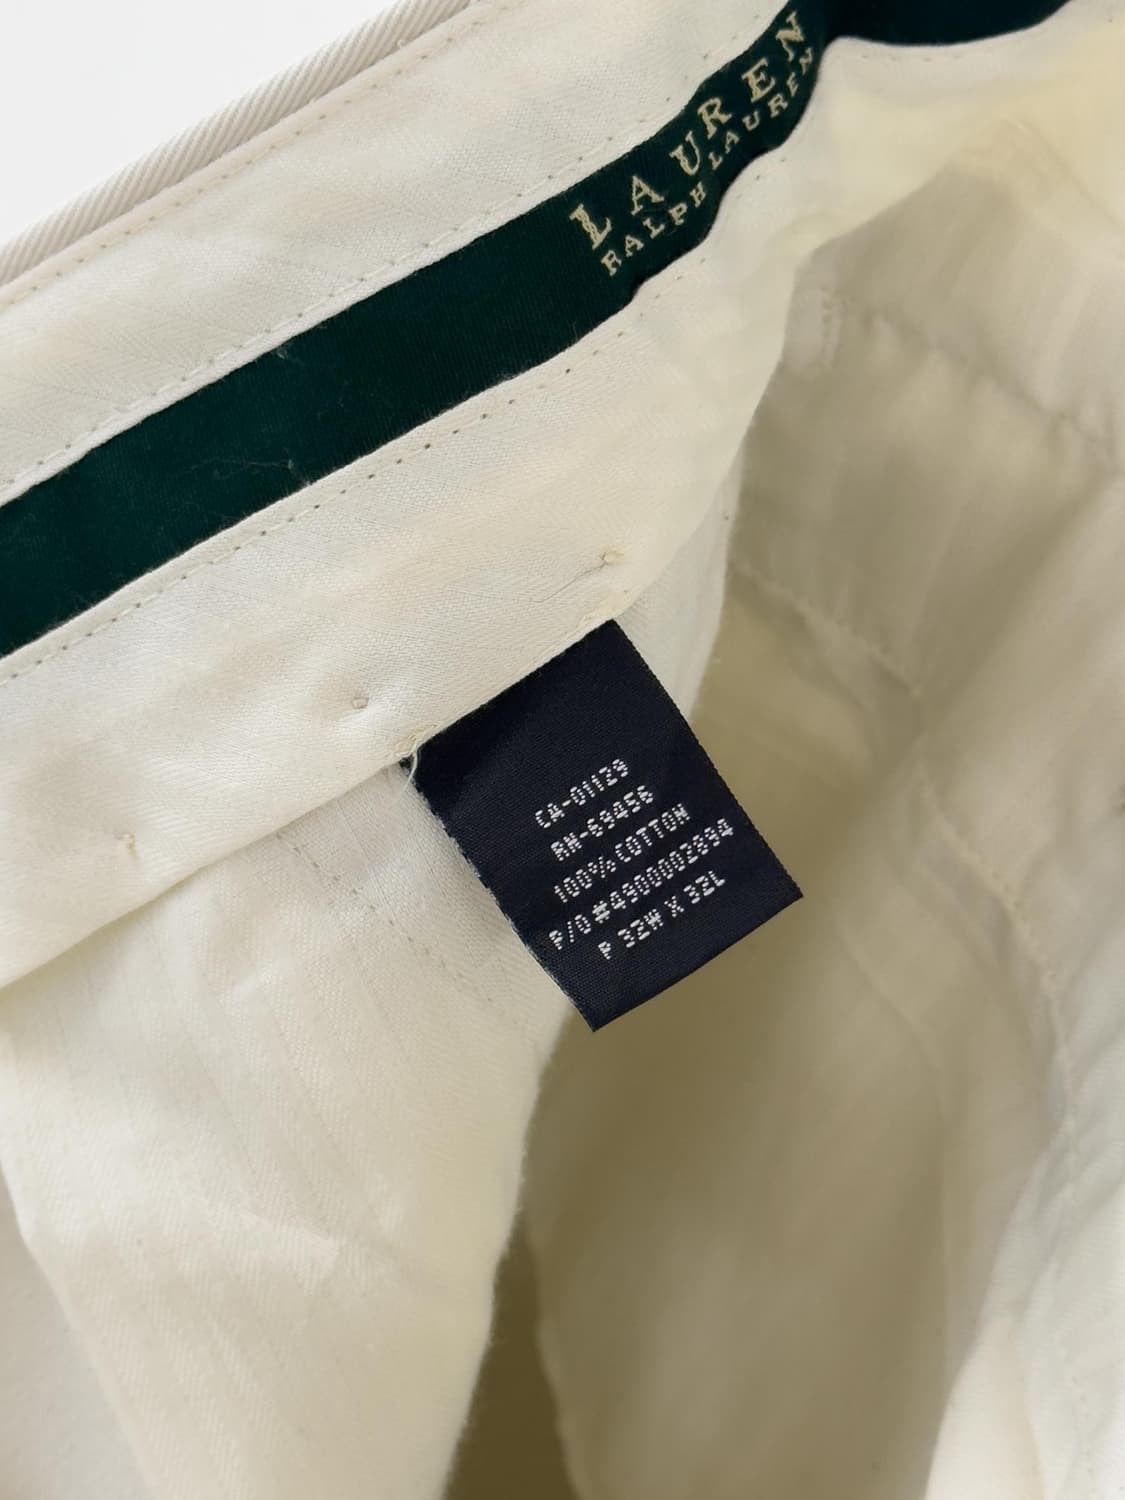 LAUREN
RALPH LAUREN
CA-01129
RN-69456
100% COTTON
P/O #4900002894
P 32W X 32L